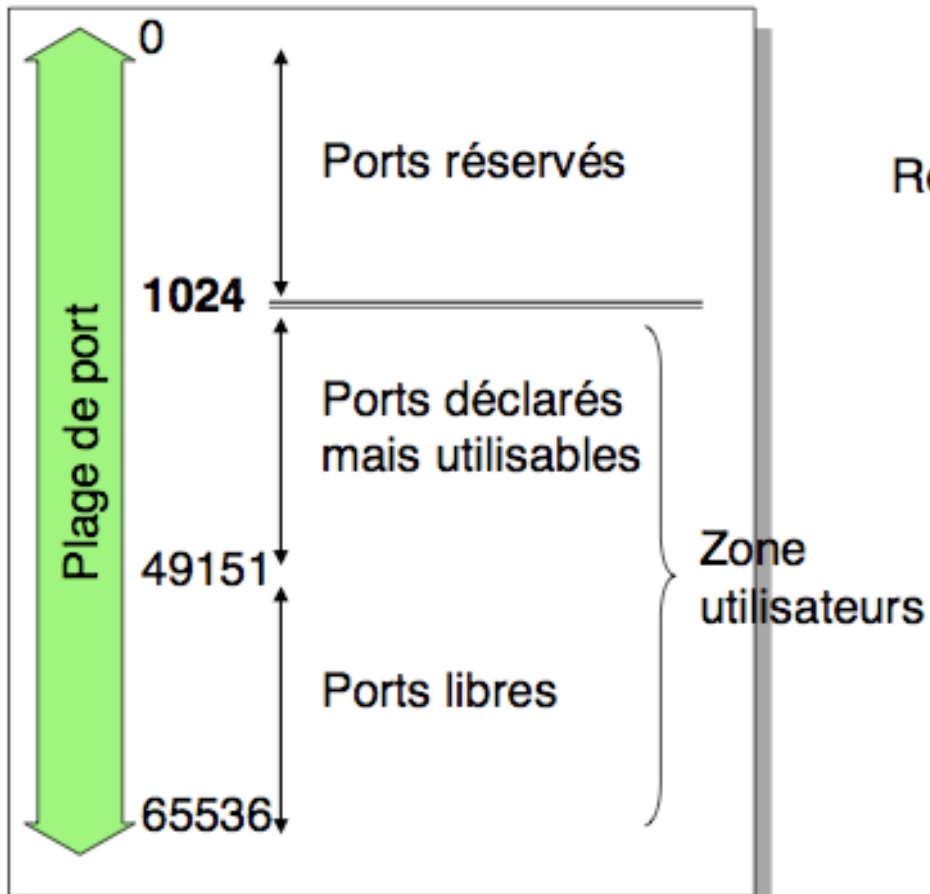 0
Ports réservés
1024
Plage de port
Ports déclarés
mais utilisables
49151
Zone
utilisateurs
Ports libres
65536